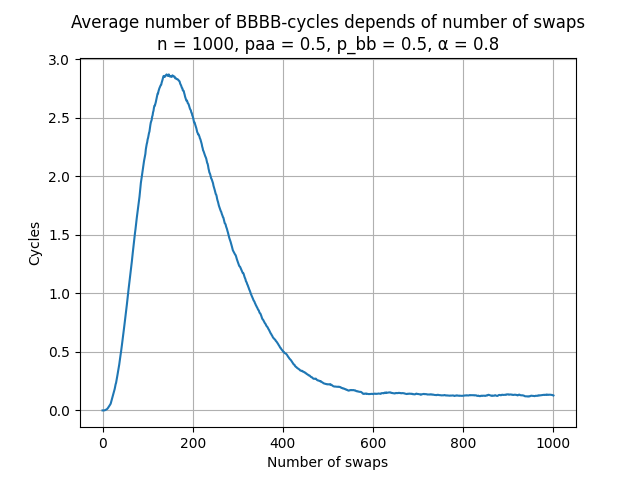 Average number of BBBB-cycles depends of number of swaps
n = 1000, paa = 0.5, p_bb = 0.5, α = 0.8
3.0
2.5
2.0
1.5
1.0
0.5
0.0
Cycles
0 200 400 600 800 1000
Number of swaps